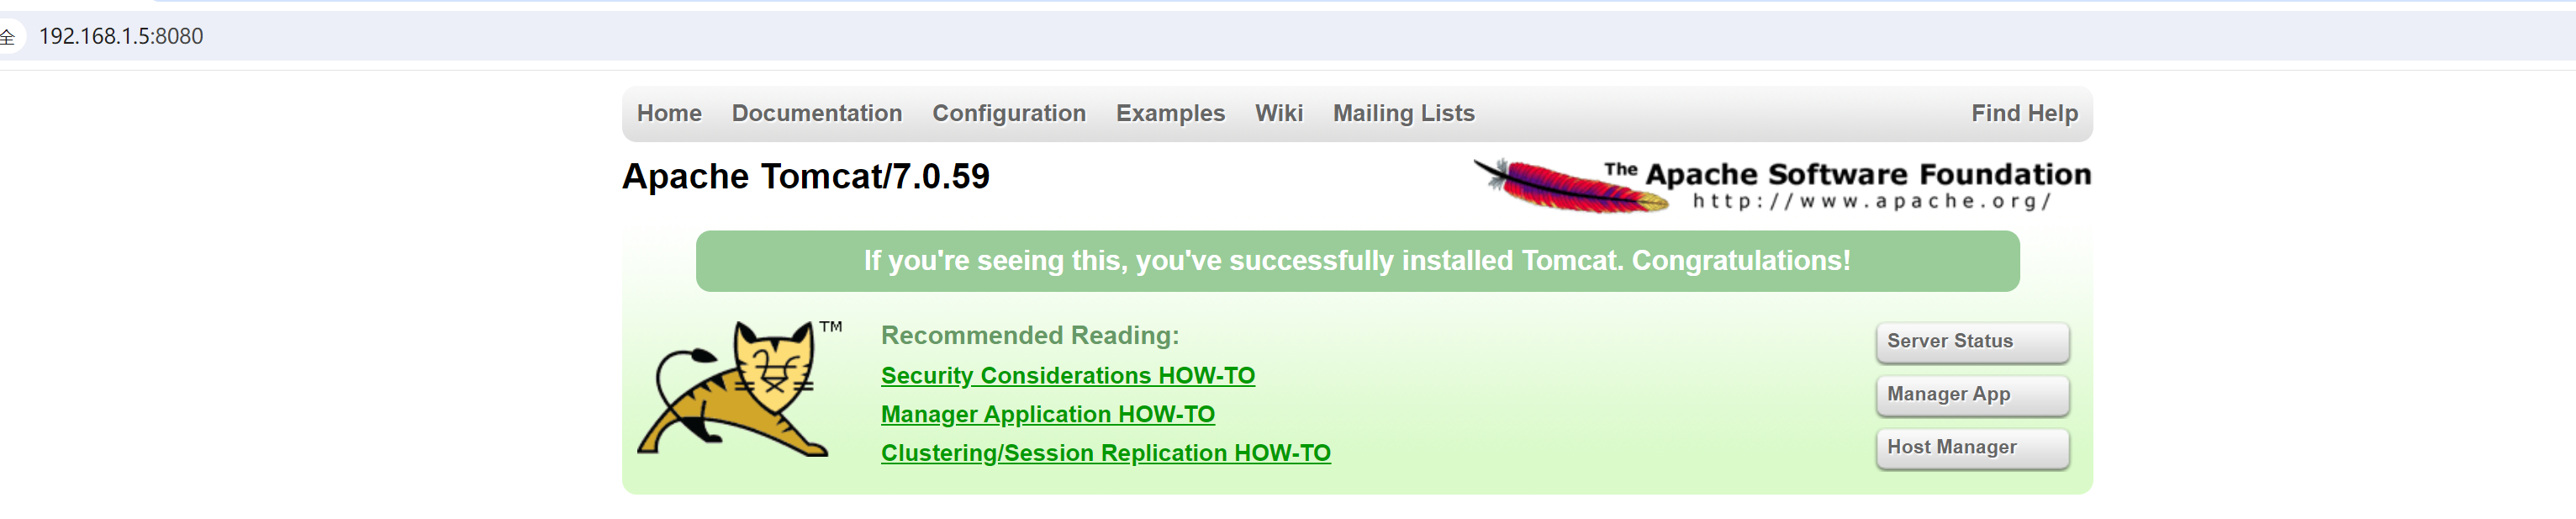 全 192.168.1.5:8080
Home Documentation Configuration Examples Wiki Mailing Lists Find Help
Apache Tomcat/7.0.59
The Apache Software Foundation
http://www.apache.org/
If you're seeing this, you've successfully installed Tomcat. Congratulations!
TM
Recommended Reading:
Security Considerations HOW-TO
Manager Application HOW-TO
Clustering/Session Replication HOW-TO
Server Status
Manager App
Host Manager